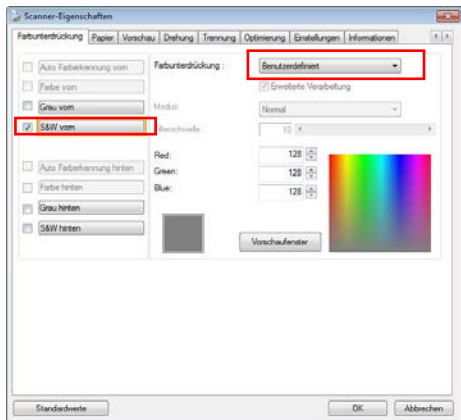 Scanner-Eigenschaften
Farbunterdrückung Papier Vorschau Drehung Trennung Optimierung Einstellungen Informationen
Auto Farberkennung vorn
Farbe vorn
Grau vorn
S&W vorn
Auto Farberkennung hinten
Farbe hinten
Grau hinten
S&W hinten
Farbunterdrückung : Benutzerdefiniert
Erweiterte Verarbeitung
Modus: Normal
10
Red: 128
Green: 128
Blue: 128
Vorschaufenster
Standardwerte OK Abbrechen